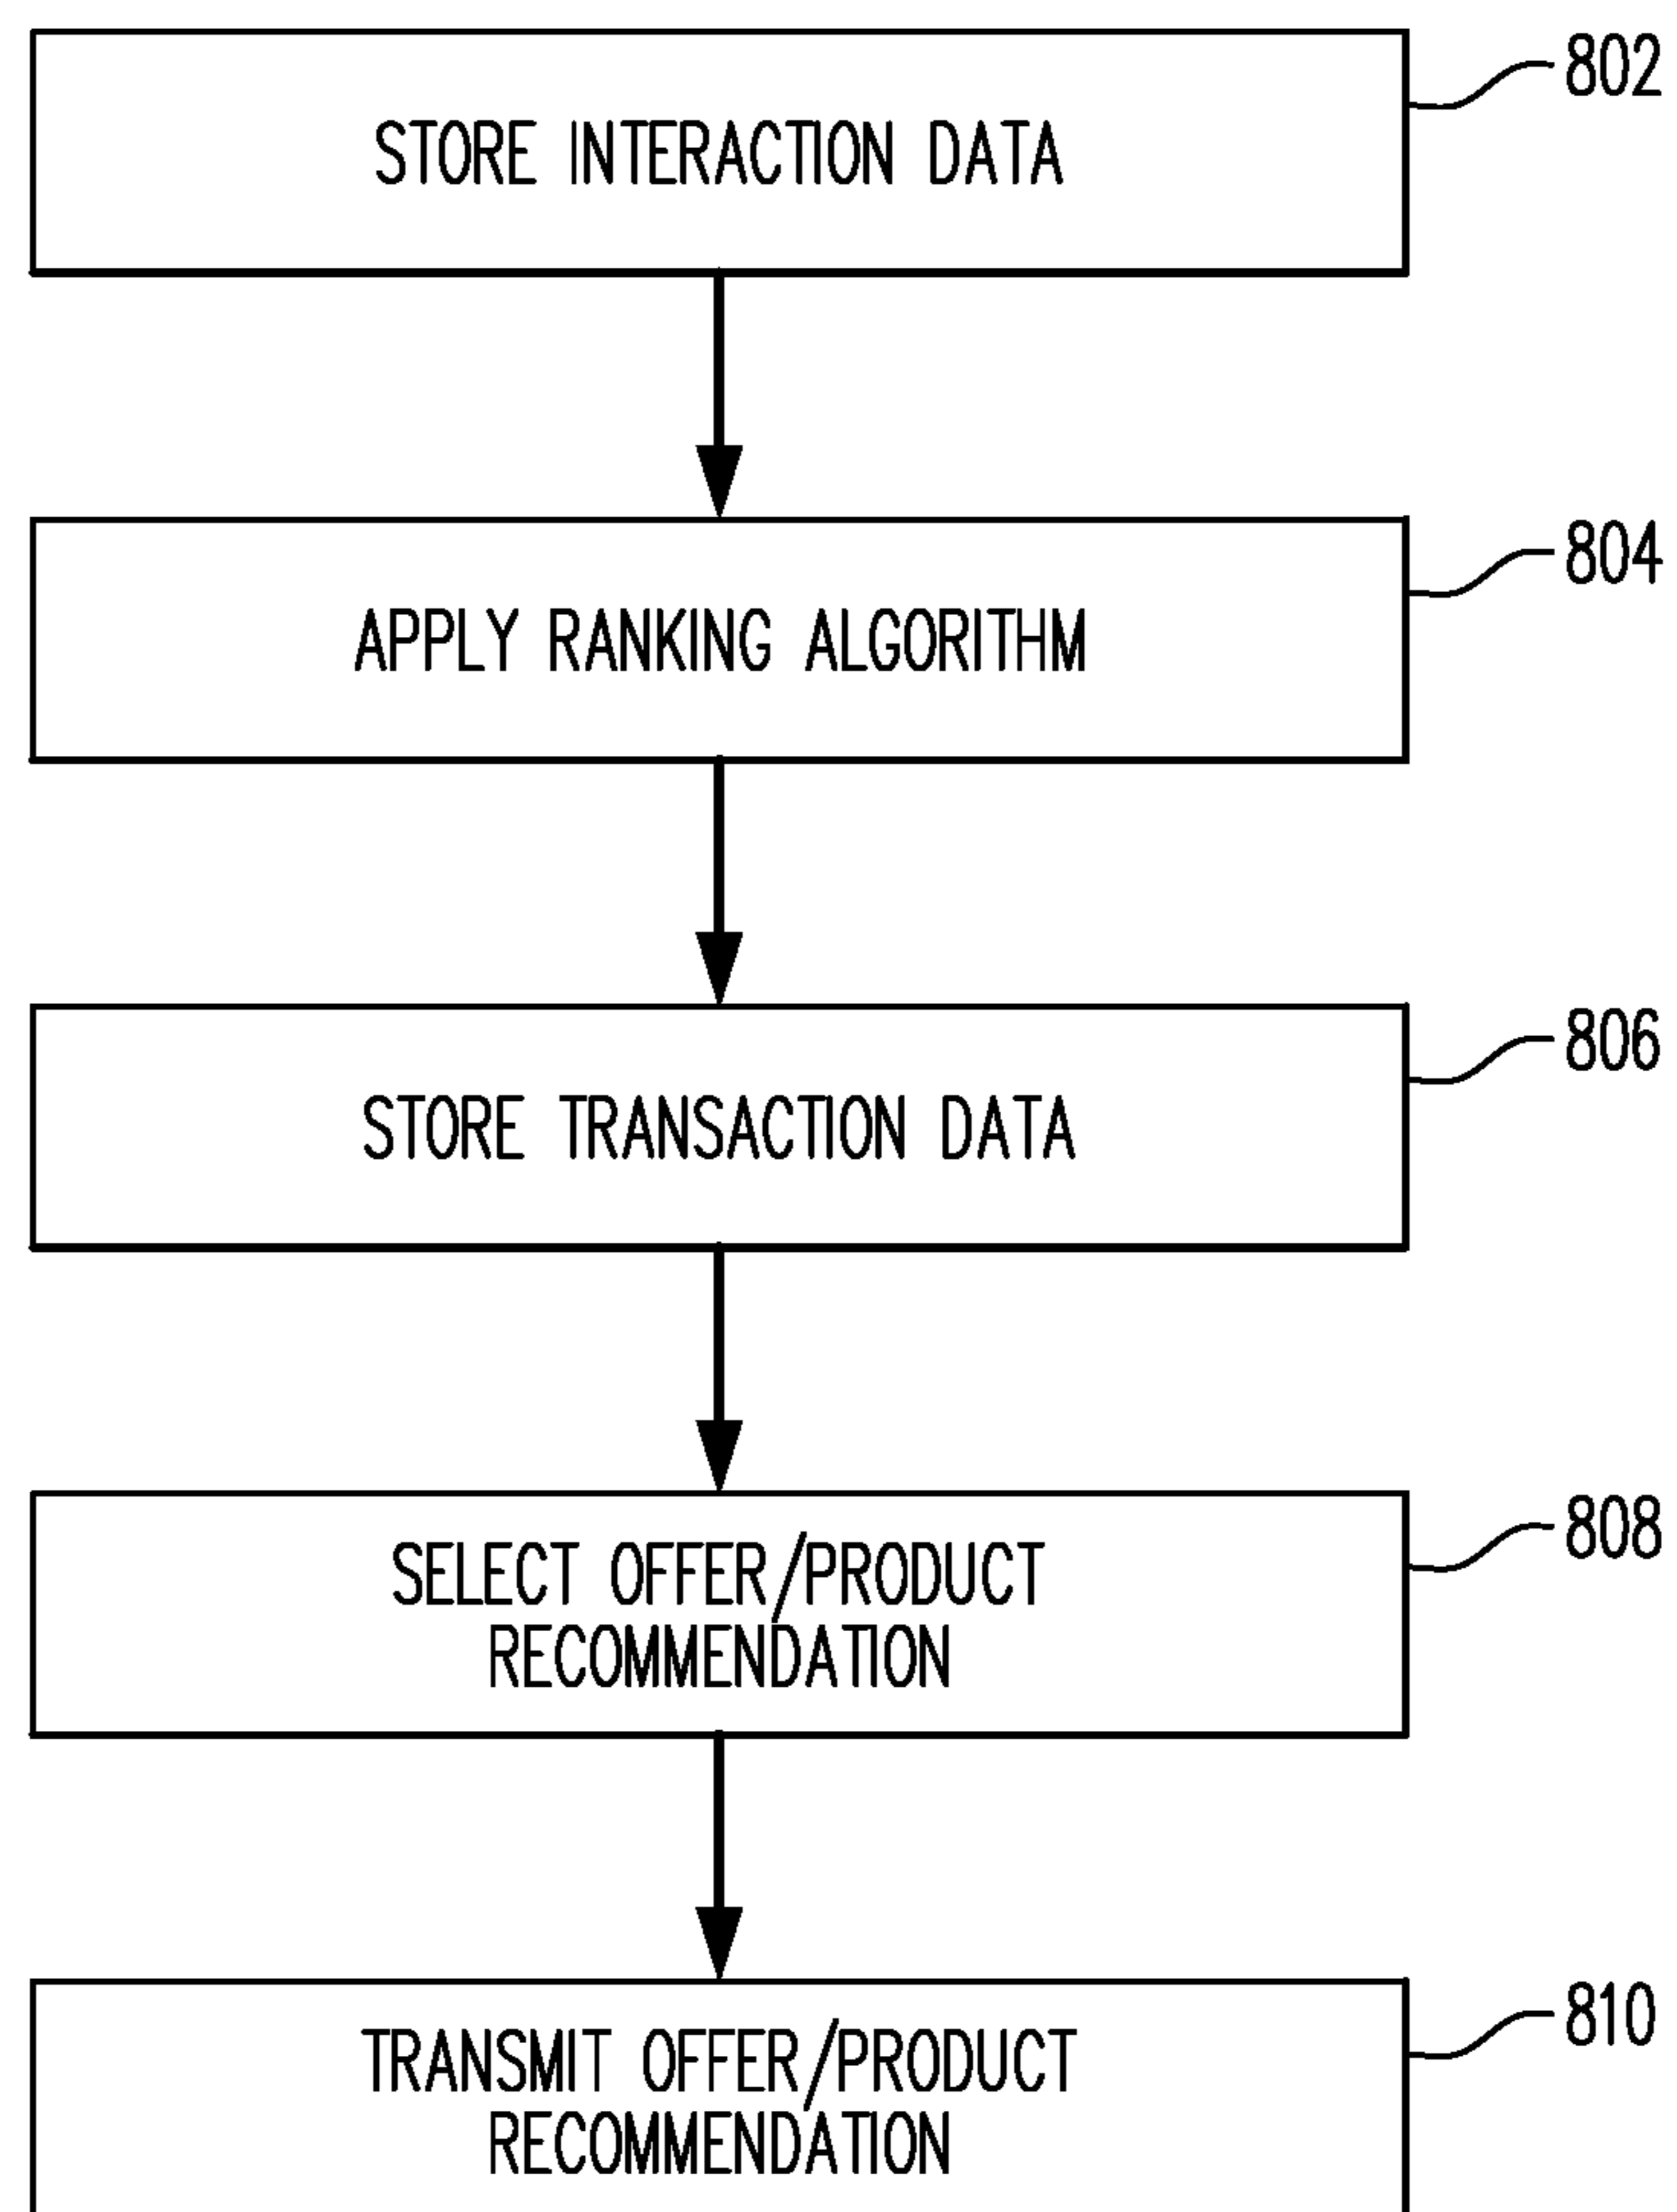 STORE INTERACTION DATA
802
APPLY RANKING ALGORITHM
804
STORE TRANSACTION DATA
806
SELECT OFFER/PRODUCT
RECOMMENDATION
808
TRANSMIT OFFER/PRODUCT
RECOMMENDATION
810